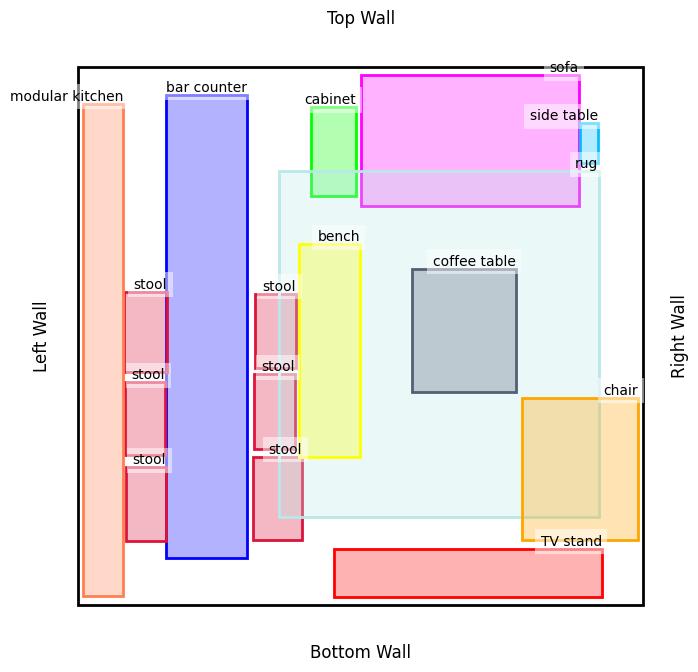 Top Wall
sofa
bar counter
modular kitchen
cabinet
side table
rug
bench
coffee table
stool
stool
Left Wall
Right Wall
stool
stool
chair
stool
stool
TV stand
Bottom Wall